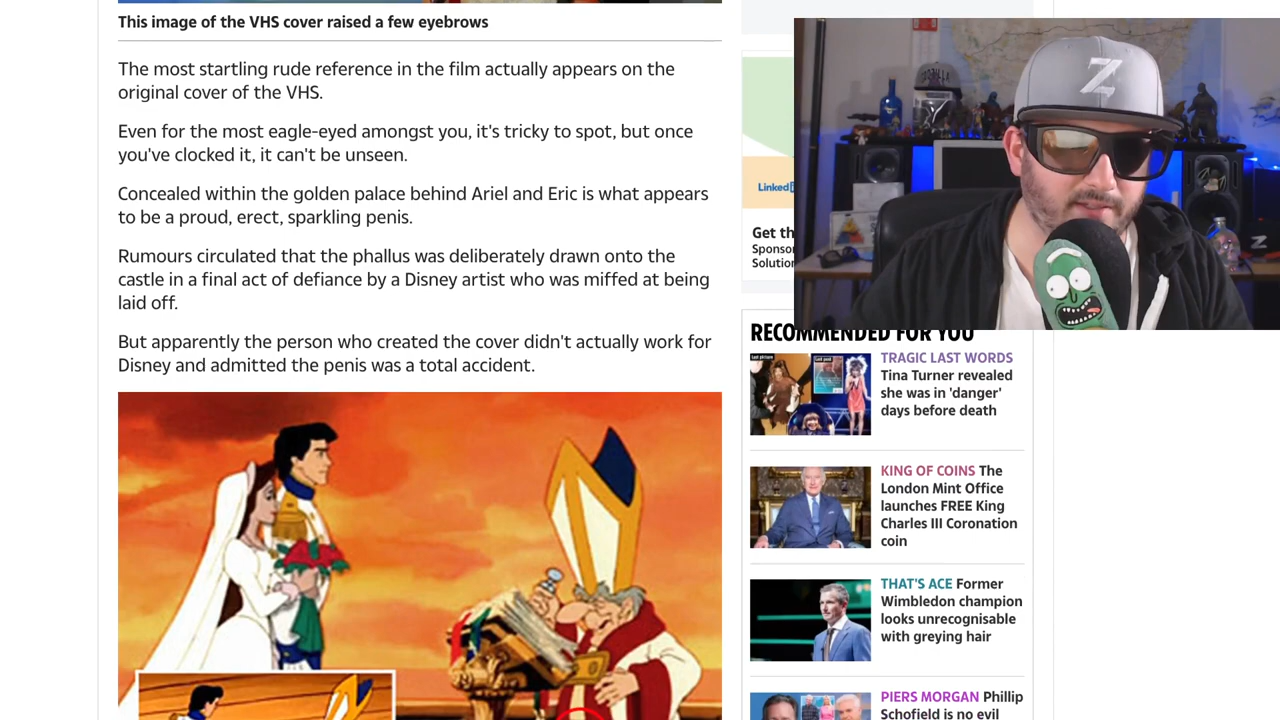 This image of the VHS cover raised a few eyebrows
The most startling rude reference in the film actually appears on the
original cover of the VHS.
Even for the most eagle-eyed amongst you, it's tricky to spot, but once
you've clocked it, it can't be unseen.
Concealed within the golden palace behind Ariel and Eric is what appears
to be a proud, erect, sparkling penis.
Rumours circulated that the phallus was deliberately drawn onto the
castle in a final act of defiance by a Disney artist who was miffed at being
laid off.
But apparently the person who created the cover didn't actually work for
Disney and admitted the penis was a total accident.
Linked
Get th
Sponsor
Solution
Z
RECOMMENDED FOR YOU
TRAGIC LAST WORDS
Tina Turner revealed
she was in 'danger'
days before death
KING OF COINS The
London Mint Office
launches FREE King
Charles III Coronation
coin
THAT'S ACE Former
Wimbledon champion
looks unrecognisable
with greying hair
PIERS MORGAN Phillip
Schofield is no evil